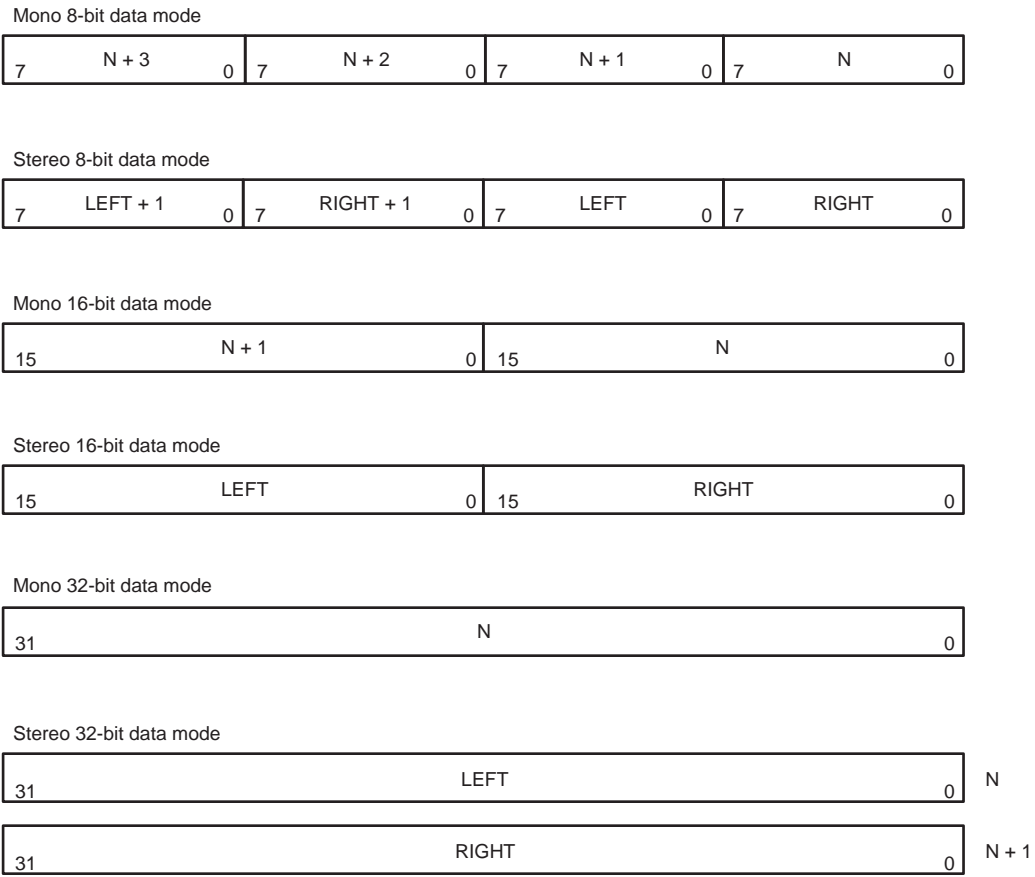 Mono 8-bit data mode
N + 3 N + 2 N + 1 N
7 0 7 0 7 0 7 0
Stereo 8-bit data mode
LEFT + 1 RIGHT + 1 LEFT RIGHT
7 0 7 0 7 0 7 0
Mono 16-bit data mode
N + 1 N
15 0 15 0
Stereo 16-bit data mode
LEFT RIGHT
15 0 15 0
Mono 32-bit data mode
N
31 0
Stereo 32-bit data mode
LEFT N
31 0
RIGHT N + 1
31 0